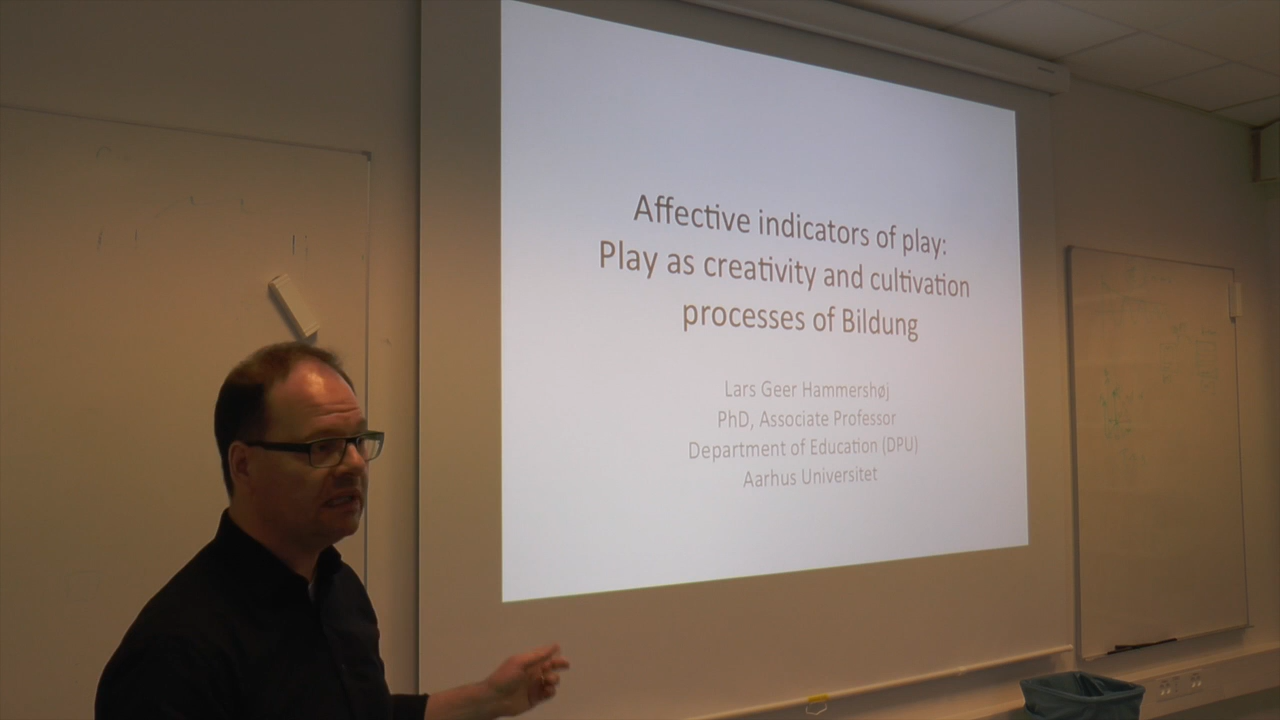 Affective indicators of play:
Play as creativity and cultivation
processes of Bildung
Lars Geer Hammershøj
PhD, Associate Professor
Department of Education (DPU)
Aarhus Universitet